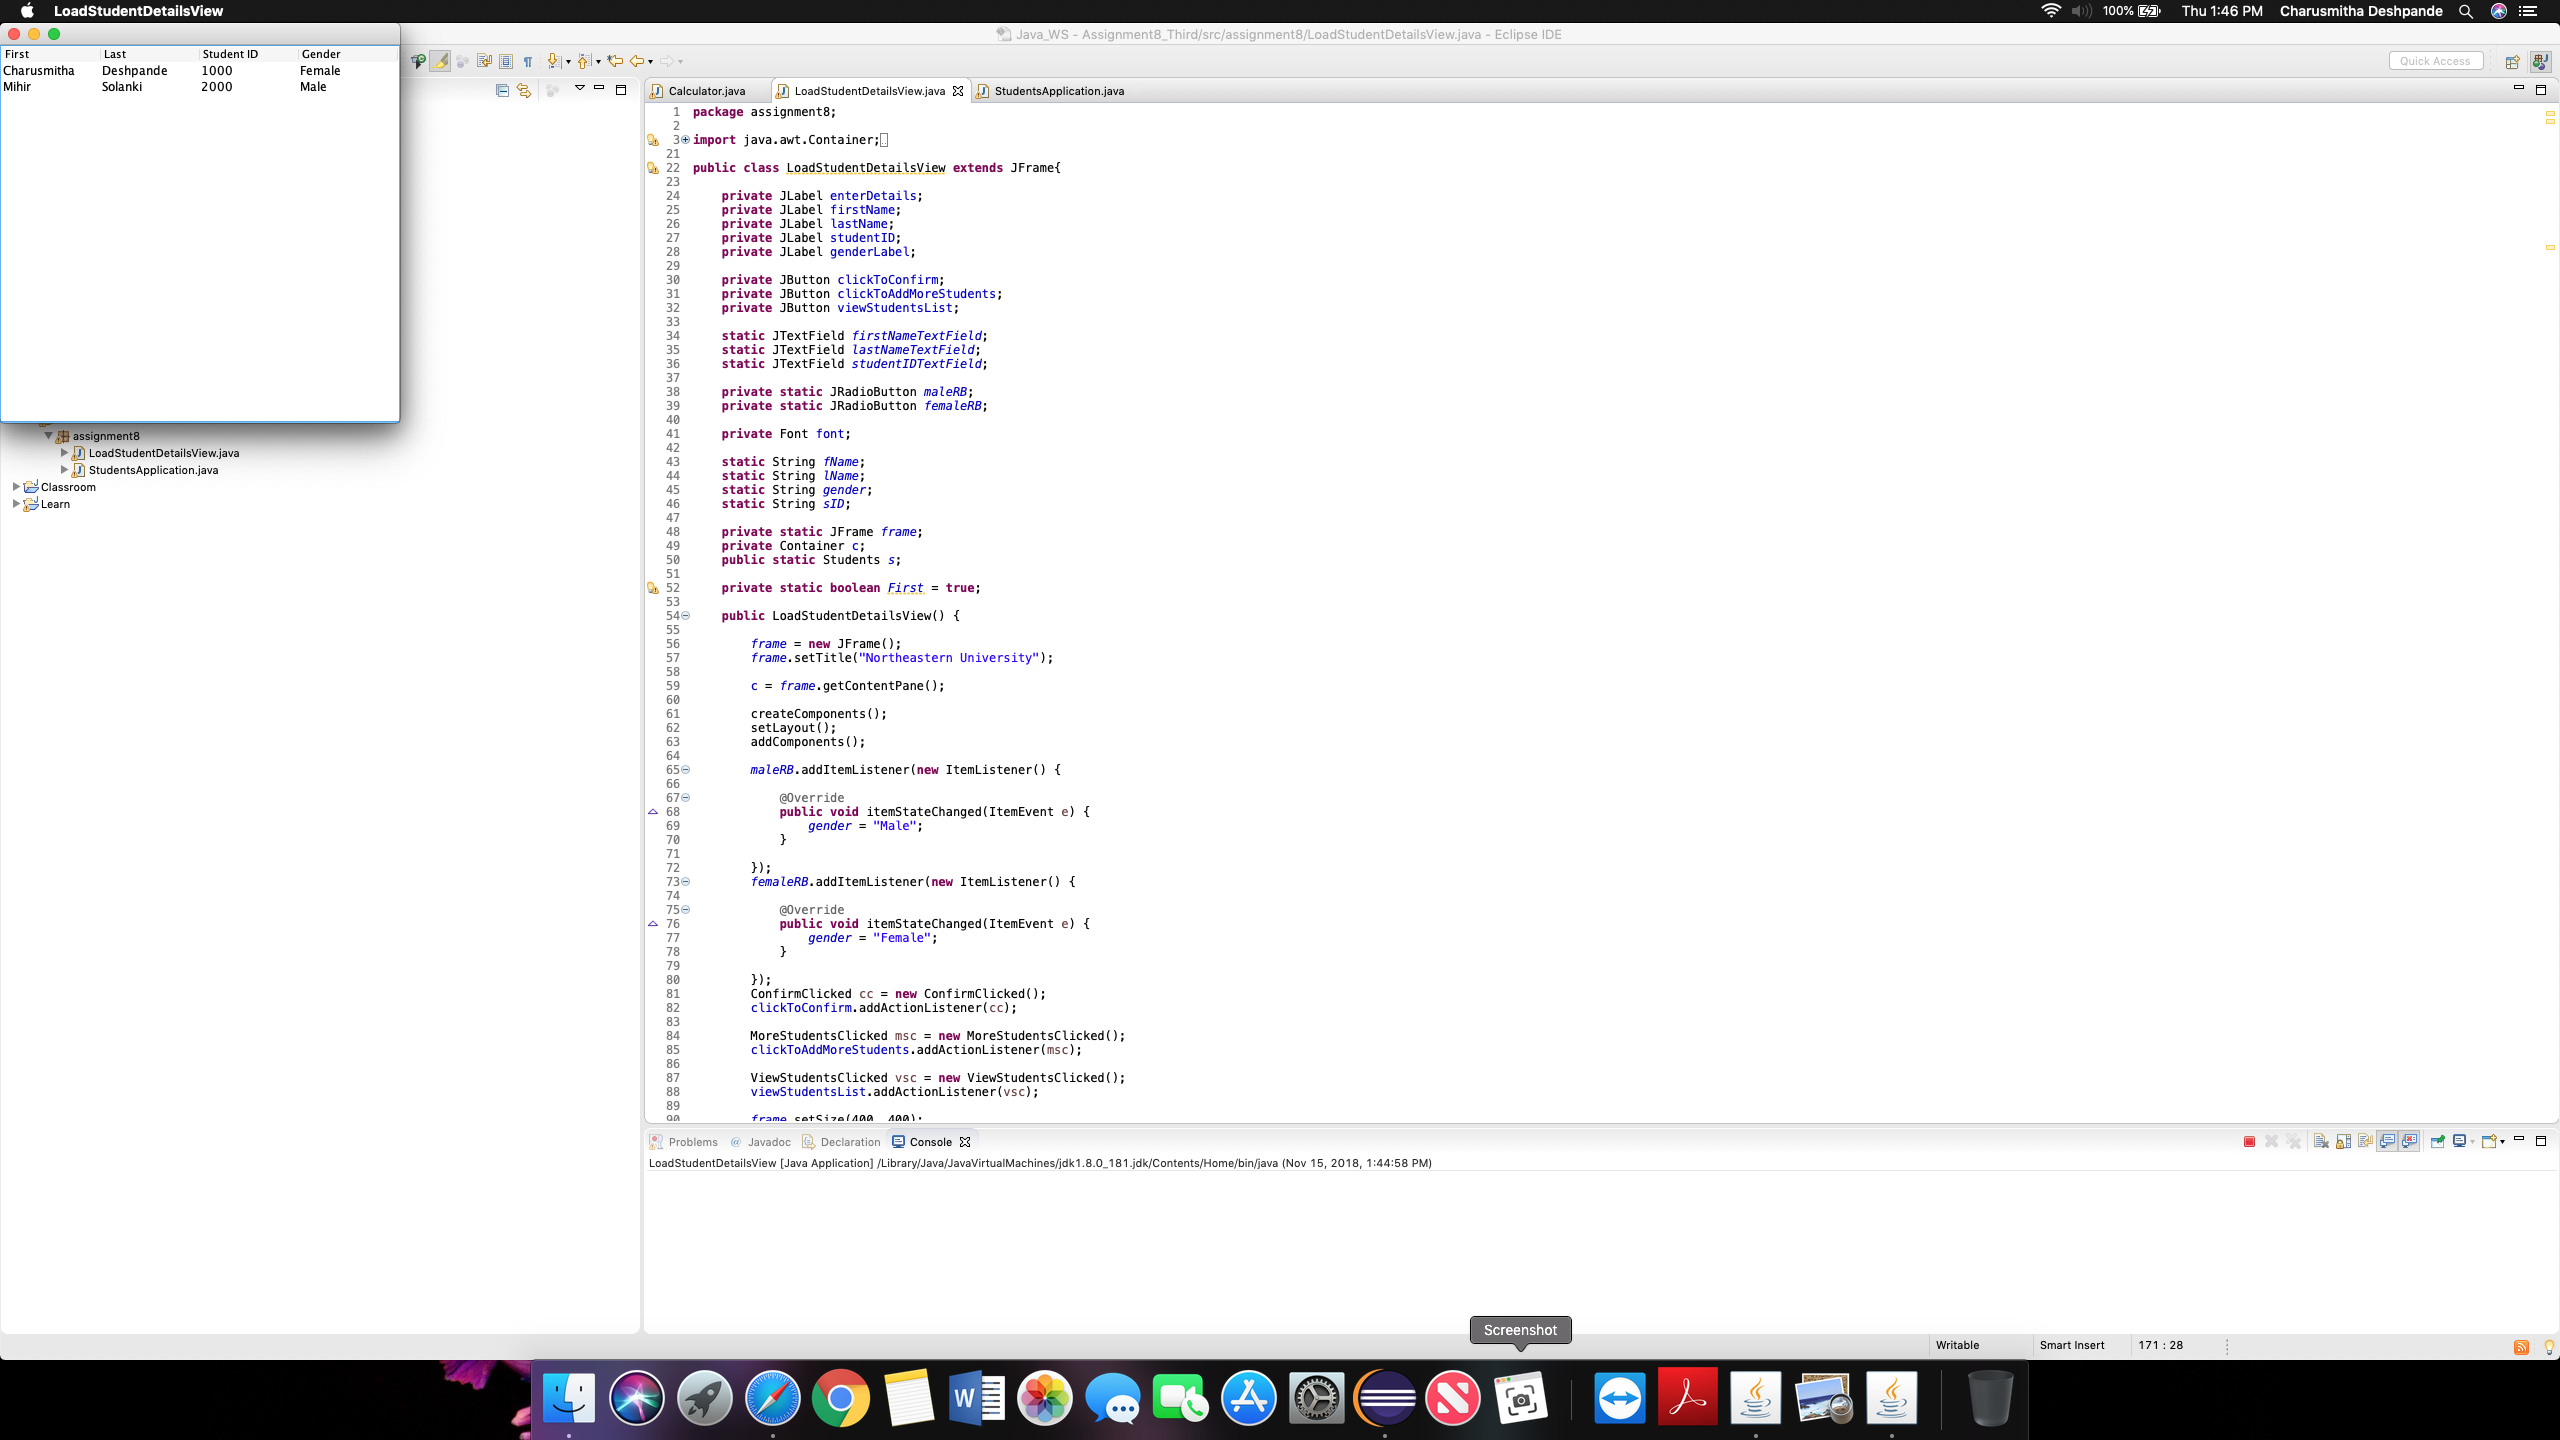 LoadStudentDetailsView
100%
Thu 1:46 PM
Charusmitha Deshpande
Java_WS - Assignment8_Third/src/assignment8/LoadStudentDetailsView.java - Eclipse IDE
First Last Student ID Gender
Charusmitha Deshpande 1000 Female
Mihir Solanki 2000 Male
Quick Access
assignment8
LoadStudentDetailsView.java
StudentsApplication.java
Classroom
Learn
Calculator.java LoadStudentDetailsView.java StudentsApplication.java
1 package assignment8;
2
3 import java.awt.Container;
21
22 public class LoadStudentDetailsView extends JFrame{
23
24 private JLabel enterDetails;
25 private JLabel firstName;
26 private JLabel lastName;
27 private JLabel studentID;
28 private JLabel genderLabel;
29
30 private JButton clickToConfirm;
31 private JButton clickToAddMoreStudents;
32 private JButton viewStudentsList;
33
34 static JTextField firstNameTextField;
35 static JTextField lastNameTextField;
36 static JTextField studentIDTextField;
37
38 private static JRadioButton maleRB;
39 private static JRadioButton femaleRB;
40
41 private Font font;
42
43 static String fName;
44 static String lName;
45 static String gender;
46 static String sID;
47
48 private static JFrame frame;
49 private Container c;
50 public static Students s;
51
52 private static boolean First = true;
53
54 public LoadStudentDetailsView() {
55
56 frame = new JFrame();
57 frame.setTitle("Northeastern University");
58
59 c = frame.getContentPane();
60
61 createComponents();
62 setLayout();
63 addComponents();
64
65 maleRB.addItemListener(new ItemListener() {
66
67 @Override
68 public void itemStateChanged(ItemEvent e) {
69 gender = "Male";
70 }
71
72 });
73 femaleRB.addItemListener(new ItemListener() {
74
75 @Override
76 public void itemStateChanged(ItemEvent e) {
77 gender = "Female";
78 }
79
80 });
81 ConfirmClicked cc = new ConfirmClicked();
82 clickToConfirm.addActionListener(cc);
83
84 MoreStudentsClicked msc = new MoreStudentsClicked();
85 clickToAddMoreStudents.addActionListener(msc);
86
87 ViewStudentsClicked vsc = new ViewStudentsClicked();
88 viewStudentsList.addActionListener(vsc);
89
90 frame.setSize(400, 400);
Problems Javadoc Declaration Console
LoadStudentDetailsView [Java Application] /Library/Java/JavaVirtualMachines/jdk1.8.0_181.jdk/Contents/Home/bin/java (Nov 15, 2018, 1:44:58 PM)
Screenshot
Writable Smart Insert 171 : 28